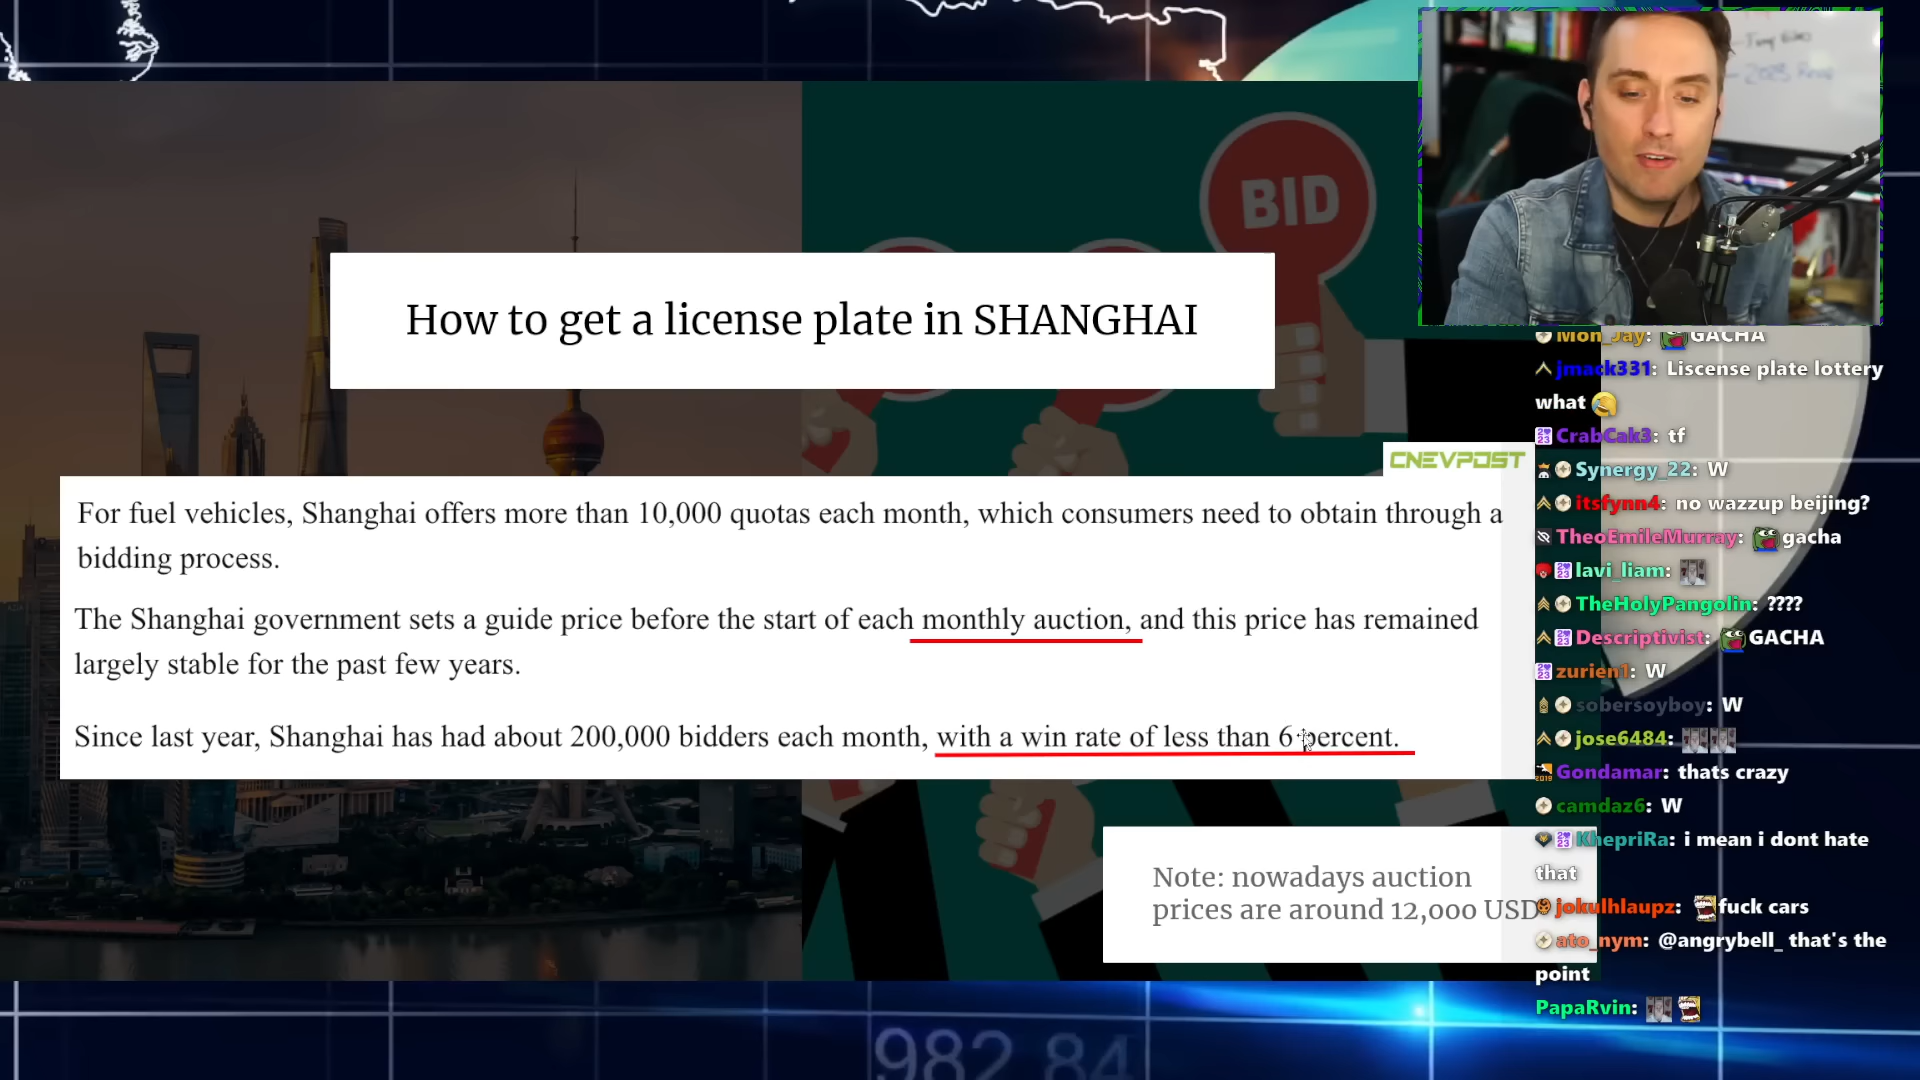 BID
How to get a license plate in SHANGHAI
CNEVPOST
For fuel vehicles, Shanghai offers more than 10,000 quotas each month, which consumers need to obtain through a
bidding process.
The Shanghai government sets a guide price before the start of each monthly auction, and this price has remained
largely stable for the past few years.
Since last year, Shanghai has had about 200,000 bidders each month, with a win rate of less than 6 percent.
Note: nowadays auction
prices are around 12,000 USD
982 84
Mon_Jay: GACHA
jmack331: Liscense plate lottery
what
CrabCak3: tf
Synergy_22: W
itsfynn4: no wazzup beijing?
TheoEmileMurray: gacha
lavi_liam:
TheHolyPangolin: ????
Descriptivist: GACHA
zurien1: W
sobersoyboy: W
jose6484:
Gondamar: thats crazy
camdaz6: W
KhepriRa: i mean i dont hate
that
jokulhlaupz: fuck cars
ato_nym: @angrybell_ that's the
point
PapaRvin: